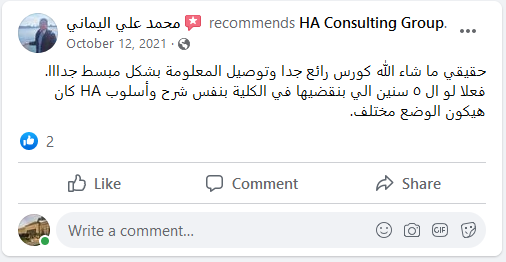 محمد علي اليماني recommends HA Consulting Group.
October 12, 2021 ·
حقيقي ما شاء الله كورس رائع جدا وتوصيل المعلومة بشكل مبسط جدااا.
فعلا لو ال ٥ سنين الي بنقضيها في الكلية بنفس شرح وأسلوب HA كان
هيكون الوضع مختلف.
2
Like Comment Share
Write a comment...
GIF